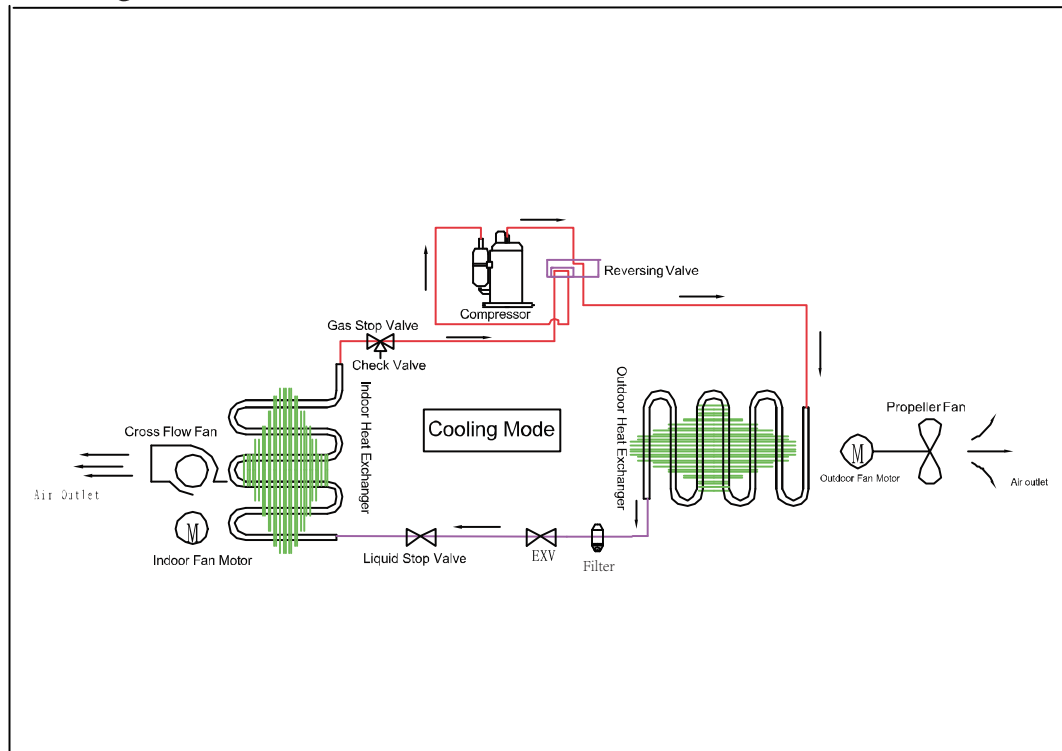 Reversing Valve
Compressor
Gas Stop Valve
Check Valve
Indoor Heat Exchanger
Outdoor Heat Exchanger
Cooling Mode
Cross Flow Fan
Air Outlet
M
Indoor Fan Motor
Liquid Stop Valve
EXV
Filter
Propeller Fan
M
Outdoor Fan Motor
Air outlet